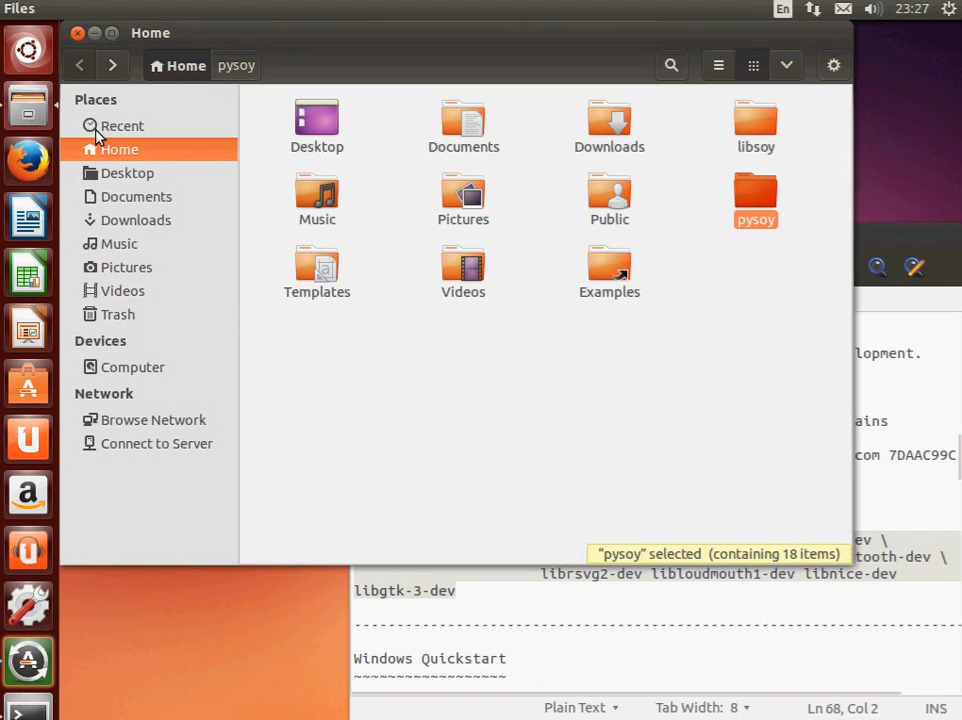 Files
En
23:27
Home
Home
pysoy
Places
Recent
Home
Desktop
Documents
Downloads
Music
Pictures
Videos
Trash
Devices
Computer
Network
Browse Network
Connect to Server
Desktop
Documents
Downloads
libsoy
Music
Pictures
Public
pysoy
Templates
Videos
Examples
"pysoy" selected (containing 18 items)
lopment.
ains
com 7DAAC99C
ev \
tooth-dev \
librsvg2-dev libloudmouth1-dev libnice-dev
libgtk-3-dev
Windows Quickstart
~~~~~~~~~~~~~~~~~~
Plain Text
Tab Width: 8
Ln 68, Col 2
INS